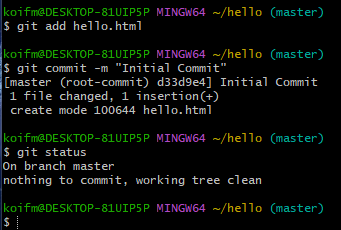 koifm@DESKTOP-81UIP5P MINGW64 ~/hello (master)
$ git add hello.html
koifm@DESKTOP-81UIP5P MINGW64 ~/hello (master)
$ git commit -m "Initial Commit"
[master (root-commit) d33d9e4] Initial Commit
 1 file changed, 1 insertion(+)
 create mode 100644 hello.html
koifm@DESKTOP-81UIP5P MINGW64 ~/hello (master)
$ git status
On branch master
nothing to commit, working tree clean
koifm@DESKTOP-81UIP5P MINGW64 ~/hello (master)
$